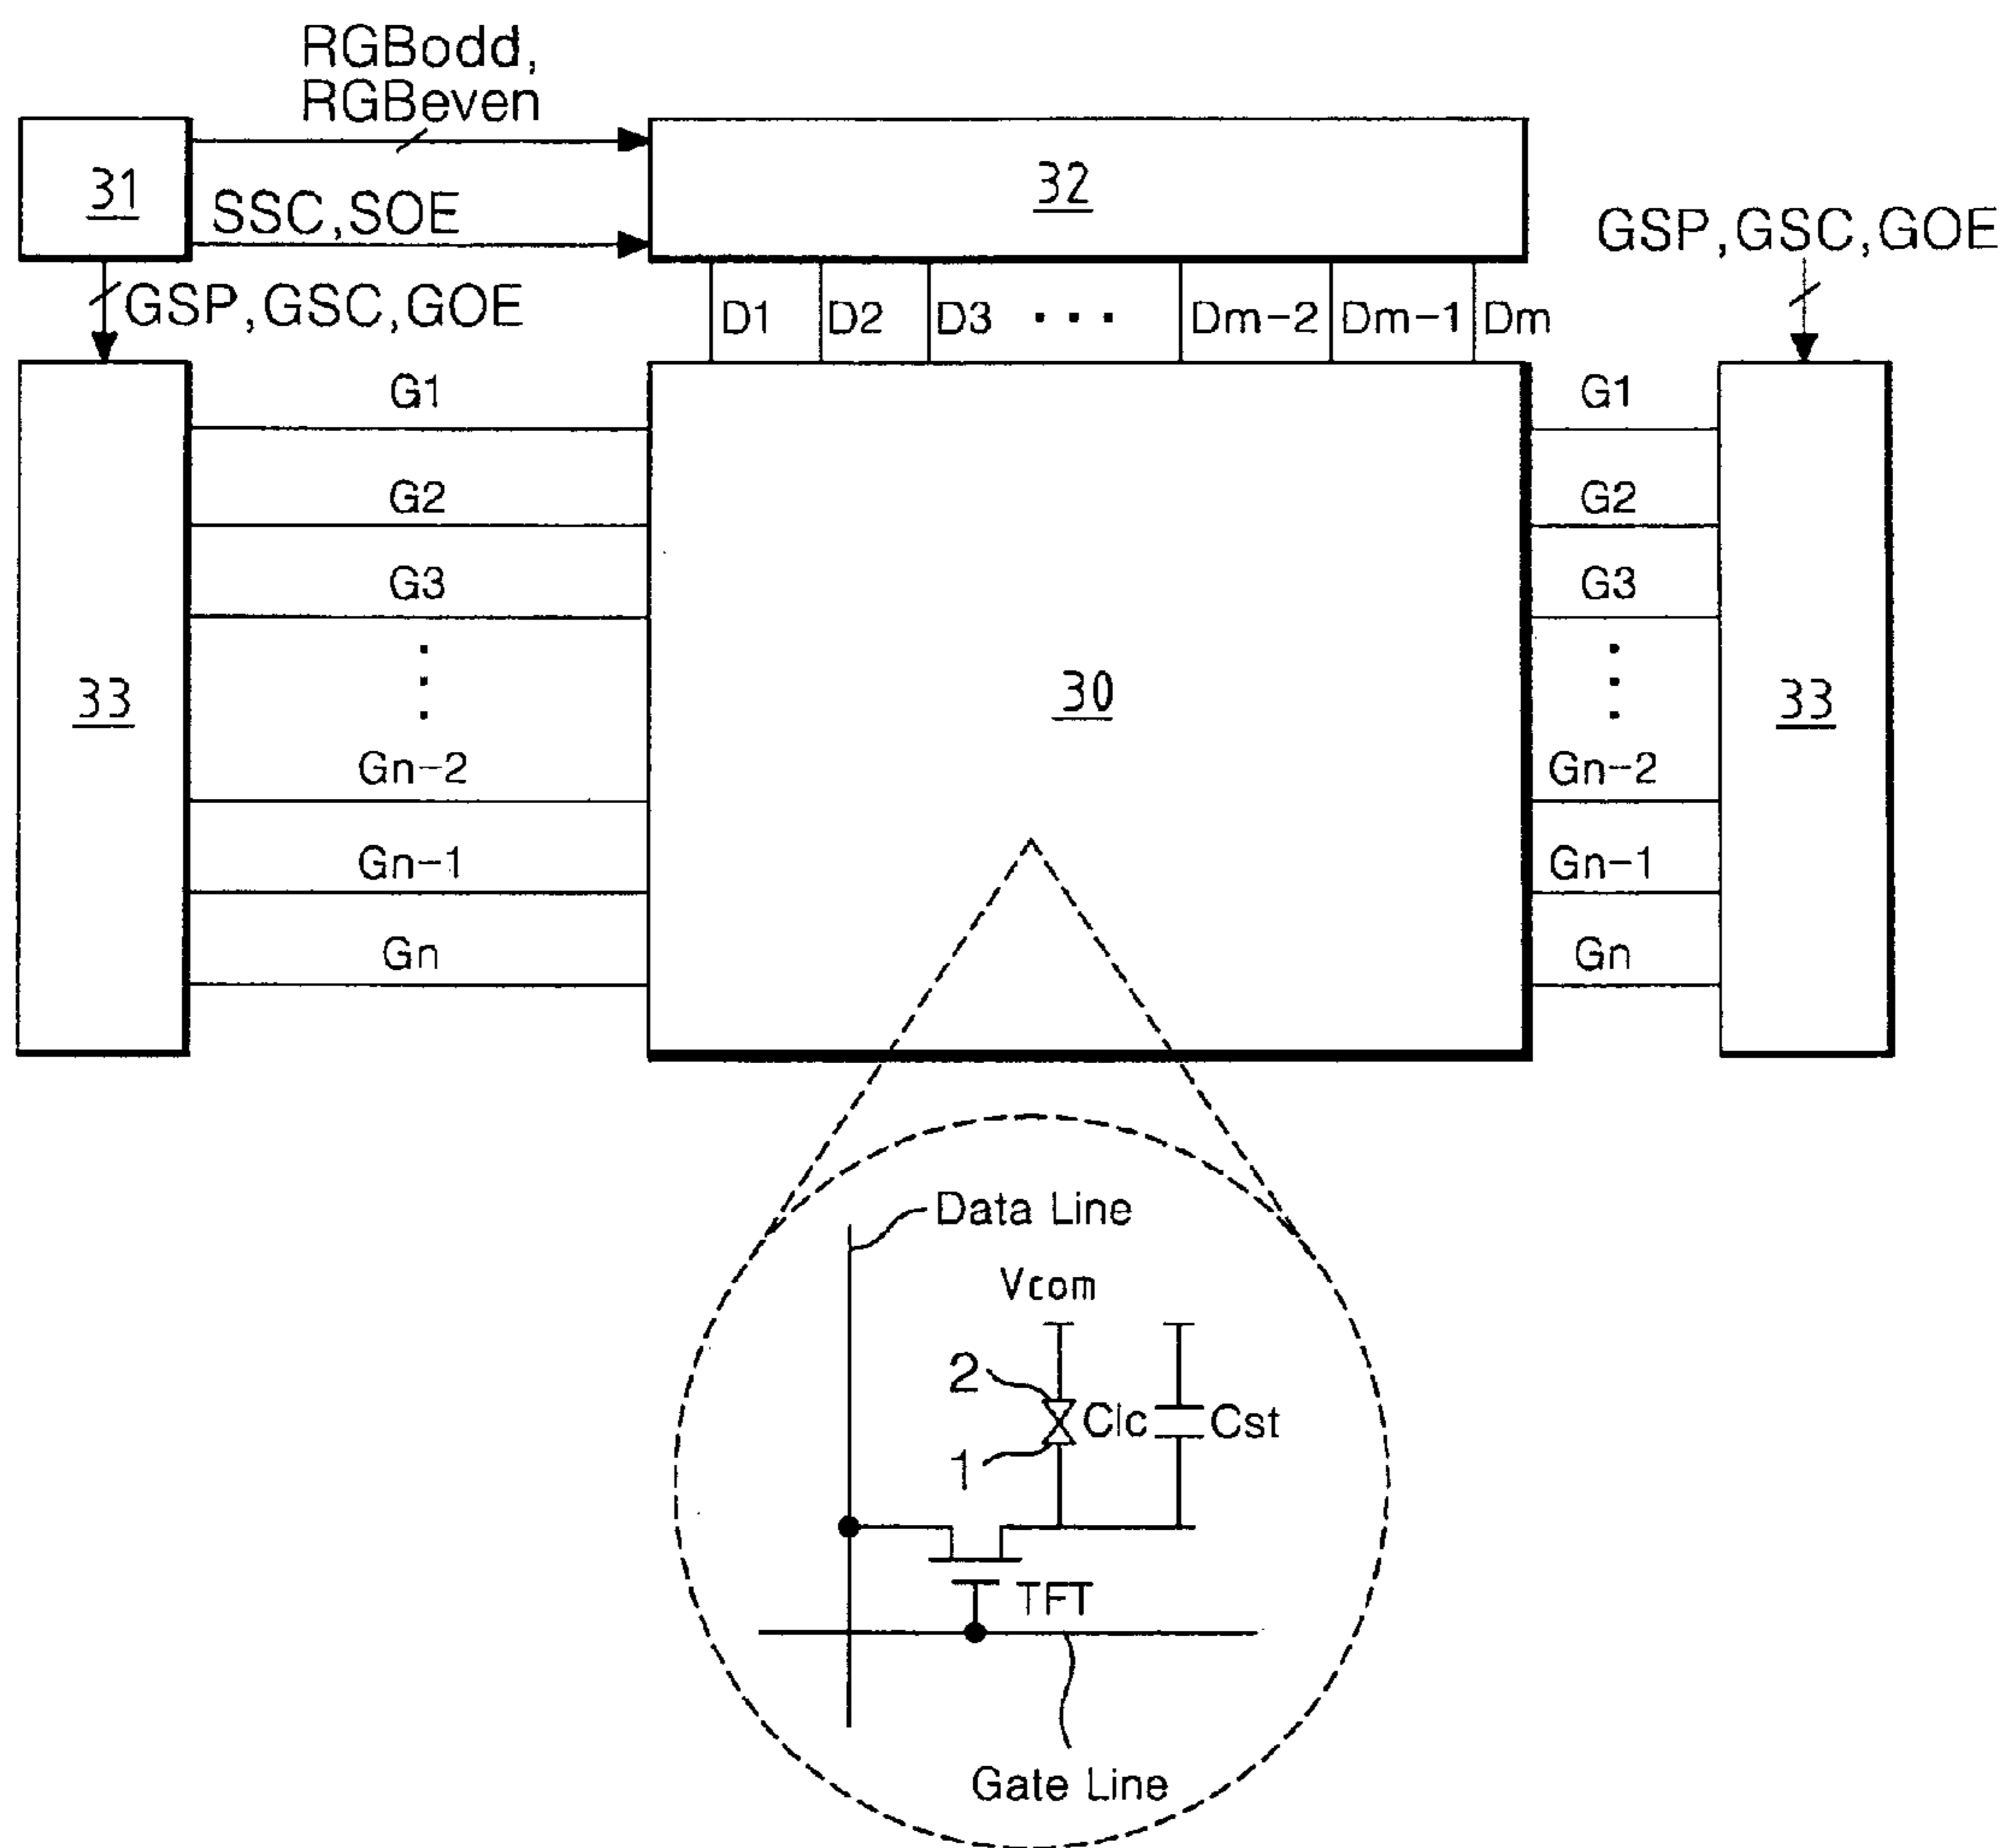 RGBodd,
RGBeven
31
SSC,SOE
32
GSP,GSC,GOE
GSP,GSC,GOE
D1 D2 D3 ··· Dm-2 Dm-1 Dm
G1
G2
G3
Gn-2
Gn-1
Gn
33
30
G1
G2
G3
Gn-2
Gn-1
Gn
33
Data Line
Vcom
2
Clc
Cst
1
TFT
Gate Line